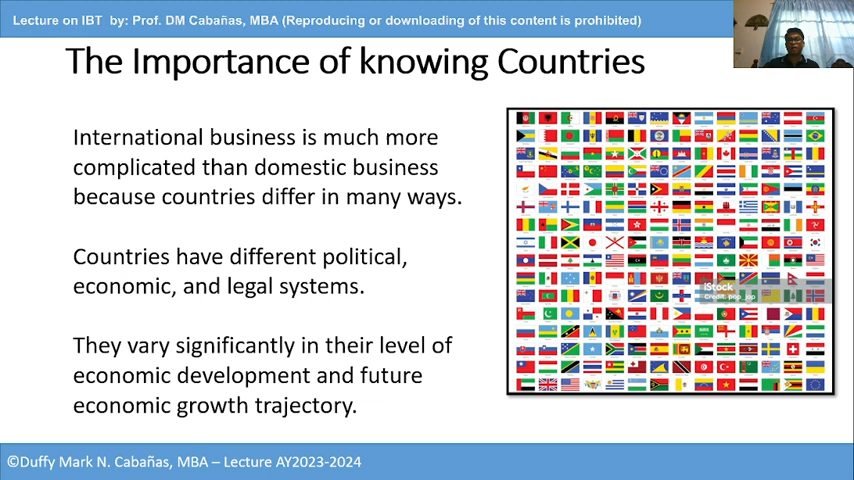 Lecture on IBT by: Prof. DM Cabañas, MBA (Reproducing or downloading of this content is prohibited)
The Importance of knowing Countries
International business is much more
complicated than domestic business
because countries differ in many ways.
Countries have different political,
economic, and legal systems.
They vary significantly in their level of
economic development and future
economic growth trajectory.
iStock
Credit: pop_jop
©Duffy Mark N. Cabañas, MBA – Lecture AY2023-2024